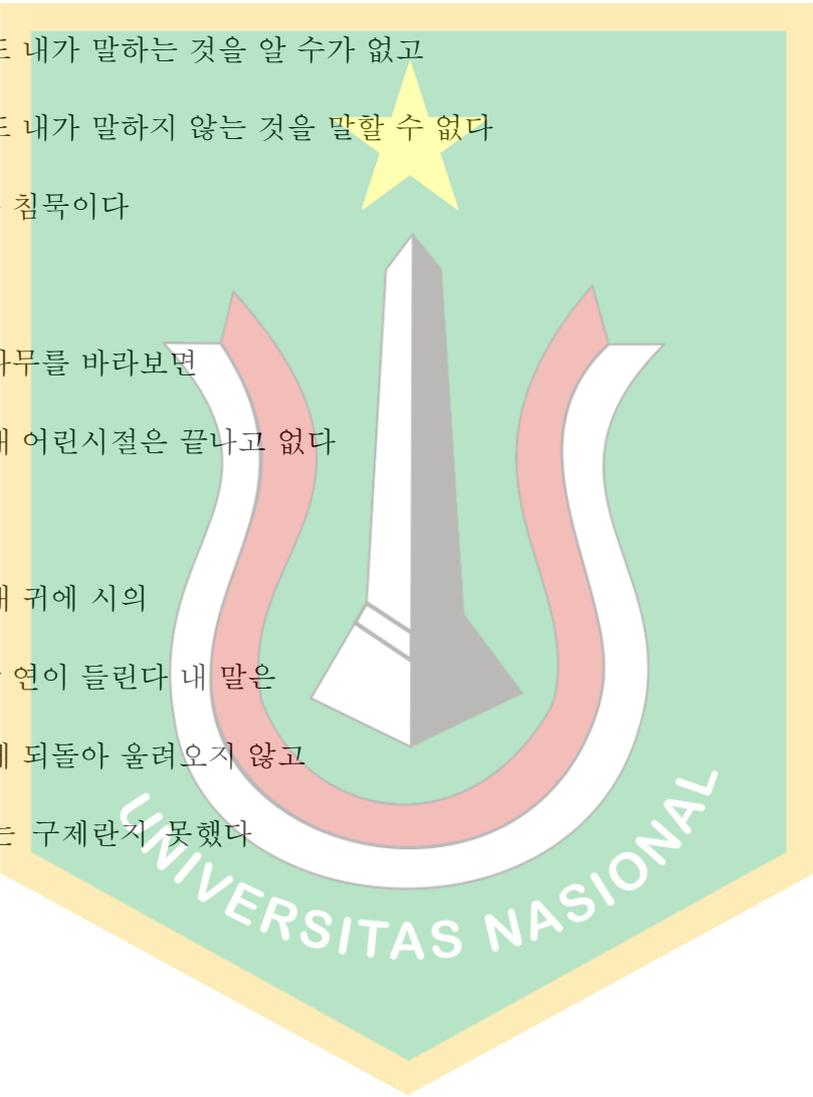 내가 말하는 것을 알 수가 없고
내가 말하지 않는 것을 말할 수 없다
침묵이다
바라보면
어린시절은 끝나고 없다
귀에 시의
연이 들린다 내 말은
되돌아 울려오지 않고
구제란지 못했다
UNIVERSITAS NASIONAL